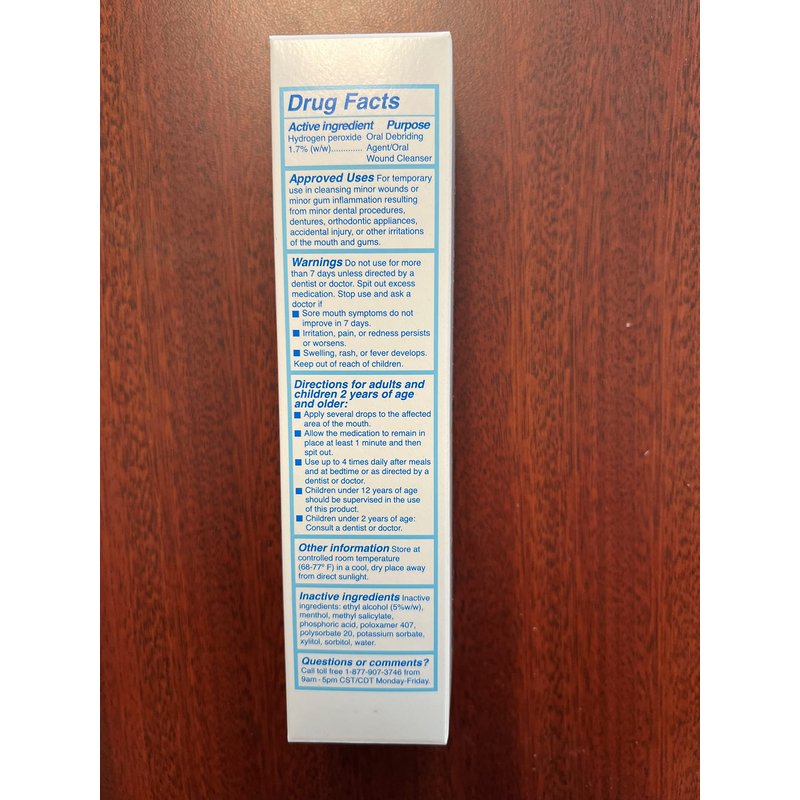 Drug Facts
Active ingredient Purpose
Hydrogen peroxide Oral Debriding
1.7% (w/w)............. Agent/Oral
Wound Cleanser
Approved Uses For temporary
use in cleansing minor wounds or
minor gum inflammation resulting
from minor dental procedures,
dentures, orthodontic appliances,
accidental injury, or other irritations
of the mouth and gums.
Warnings Do not use for more
than 7 days unless directed by a
dentist or doctor. Spit out excess
medication. Stop use and ask a
doctor if
■ Sore mouth symptoms do not
improve in 7 days.
■ Irritation, pain, or redness persists
or worsens.
■ Swelling, rash, or fever develops.
Keep out of reach of children.
Directions for adults and
children 2 years of age
and older:
■ Apply several drops to the affected
area of the mouth.
■ Allow the medication to remain in
place at least 1 minute and then
spit out.
■ Use up to 4 times daily after meals
and at bedtime or as directed by a
dentist or doctor.
■ Children under 12 years of age
should be supervised in the use
of this product.
■ Children under 2 years of age:
Consult a dentist or doctor.
Other information Store at
controlled room temperature
(68-77° F) in a cool, dry place away
from direct sunlight.
Inactive ingredients Inactive
ingredients: ethyl alcohol (5%w/w),
menthol, methyl salicylate,
phosphoric acid, poloxamer 407,
polysorbate 20, potassium sorbate,
xylitol, sorbitol, water.
Questions or comments?
Call toll free 1-877-907-3746 from
9am - 5pm CST/CDT Monday-Friday.